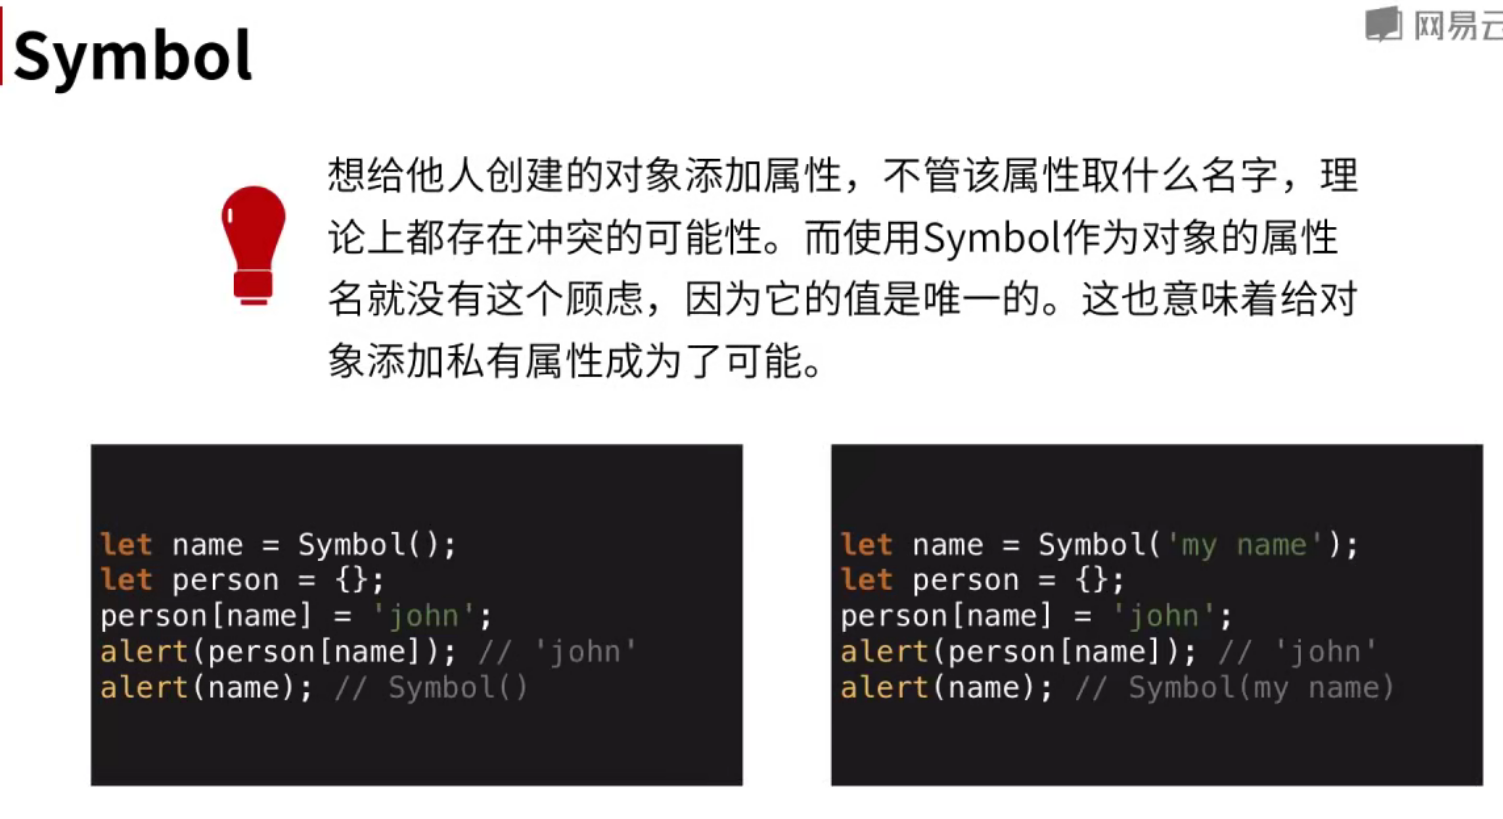 Symbol
网易云
想给他人创建的对象添加属性，不管该属性取什么名字，理
论上都存在冲突的可能性。而使用Symbol作为对象的属性
名就没有这个顾虑，因为它的值是唯一的。这也意味着给对
象添加私有属性成为了可能。
let name = Symbol();
let person = {};
person[name] = 'john';
alert(person[name]); // 'john'
alert(name); // Symbol()
let name = Symbol('my name');
let person = {};
person[name] = 'john';
alert(person[name]); // 'john'
alert(name); // Symbol(my name)